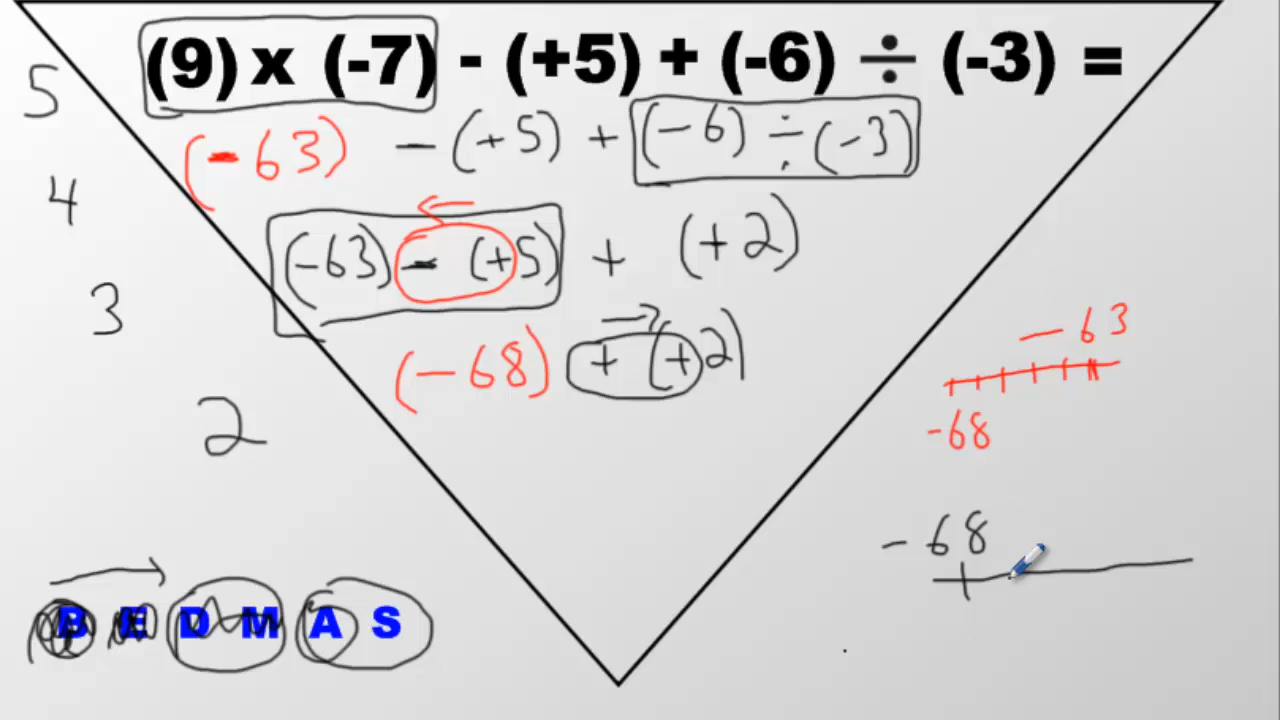 (9) x (-7) - (+5) + (-6) ÷ (-3) =
5
(-63) - (+5) + (-6) ÷ (-3)
4
(-63) - (+5) + (+2)
3
-63
(-68) + (+2)
-68
2
-68
B E D M A S